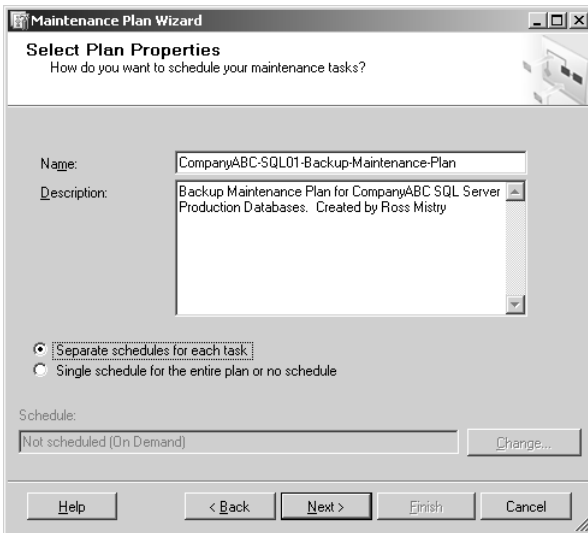 Maintenance Plan Wizard
Select Plan Properties
How do you want to schedule your maintenance tasks?
Name:
CompanyABC-SQL01-Backup-Maintenance-Plan
Description:
Backup Maintenance Plan for CompanyABC SQL Server
Production Databases. Created by Ross Mistry
Separate schedules for each task
Single schedule for the entire plan or no schedule
Schedule:
Not scheduled (On Demand)
Change...
Help
< Back
Next >
Finish
Cancel